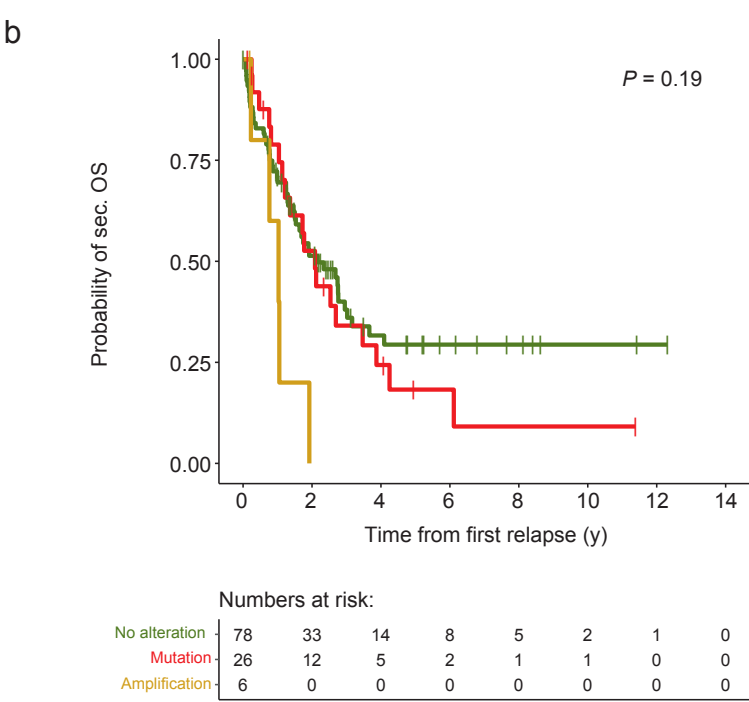 b
P = 0.19
Probability of sec. OS
1.00
0.75
0.50
0.25
0.00
0 2 4 6 8 10 12 14
Time from first relapse (y)
Numbers at risk:
No alteration 78 33 14 8 5 2 1 0
Mutation 26 12 5 2 1 1 0 0
Amplification 6 0 0 0 0 0 0 0